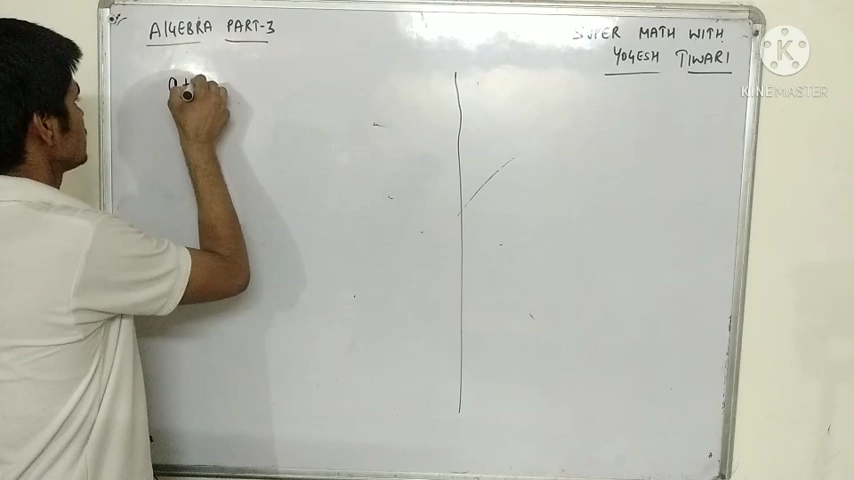 AlGEBRA PART-3
SUPER MATH WITH
YOGESH TIWARI
KINEMASTER